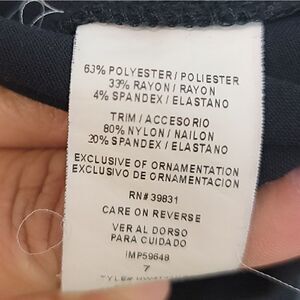 63% POLYESTER / POLIESTER
33% RAYON / RAYON
4% SPANDEX / ELASTANO
TRIM / ACCESORIO
80% NYLON / NAILON
20% SPANDEX / ELASTANO
EXCLUSIVE OF ORNAMENTATION
EXCLUSIVO DE ORNAMENTACION
RN# 39831
CARE ON REVERSE
VER AL DORSO
PARA CUIDADO
IMP59648
7